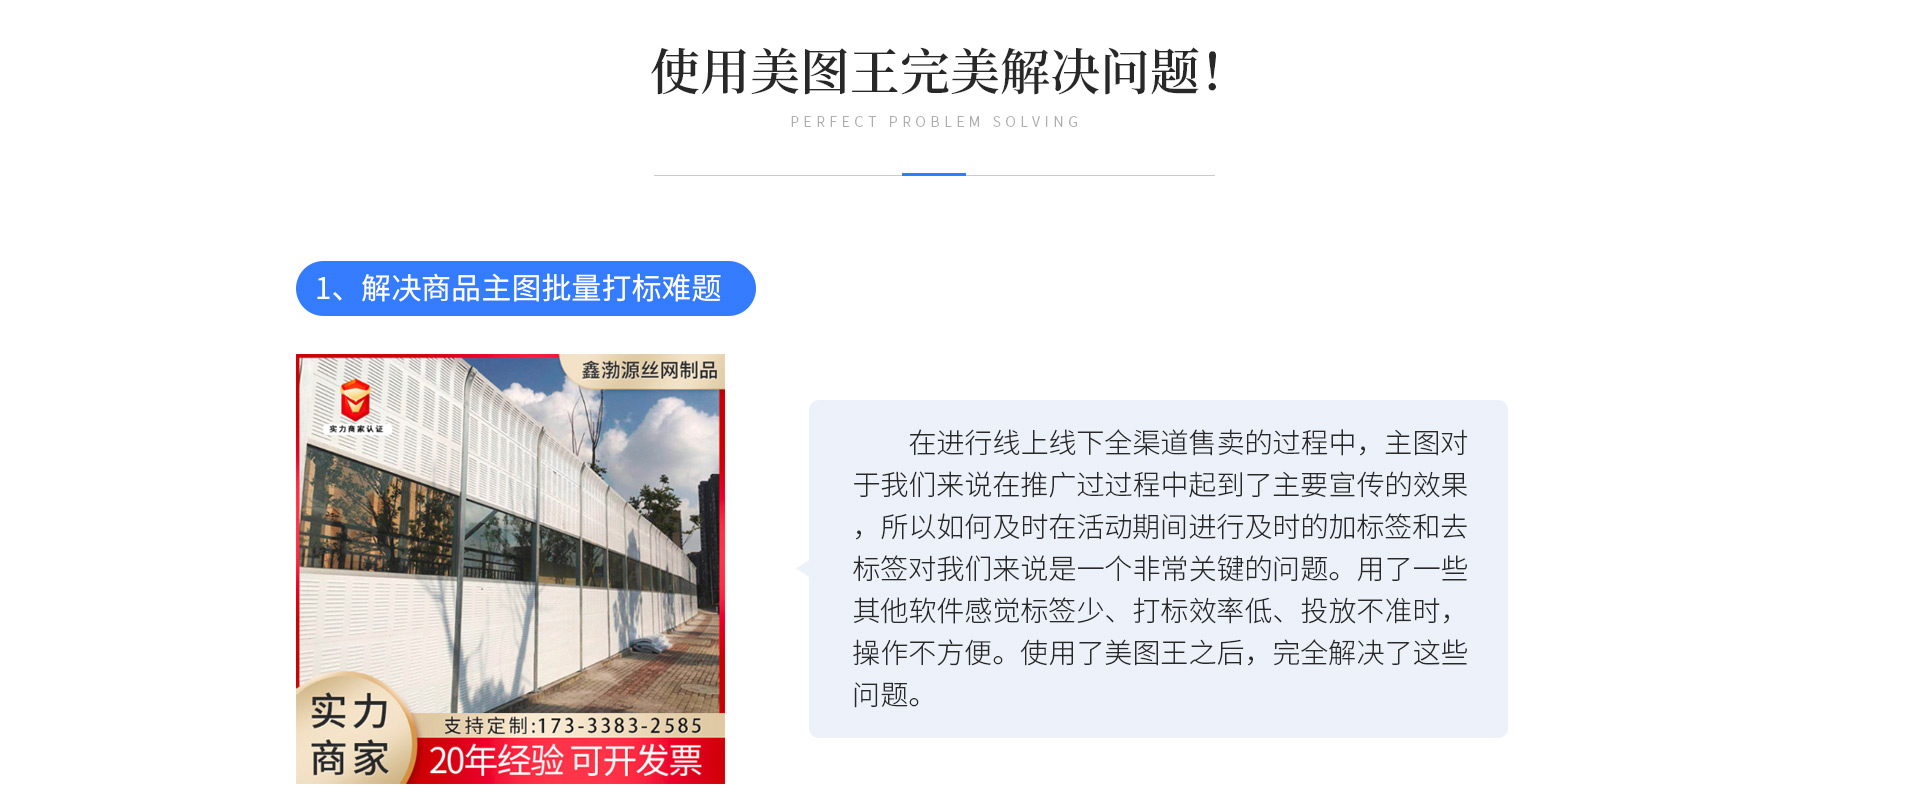 使用美图王完美解决问题！
PERFECT PROBLEM SOLVING
1、解决商品主图批量打标难题
鑫渤源丝网制品
实力商家认证
实力
商家
支持定制:173-3383-2585
20年经验 可开发票
在进行线上线下全渠道售卖的过程中，主图对
于我们来说在推广过过程中起到了主要宣传的效果
，所以如何及时在活动期间进行及时的加标签和去
标签对我们来说是一个非常关键的问题。用了一些
其他软件感觉标签少、打标效率低、投放不准时，
操作不方便。使用了美图王之后，完全解决了这些
问题。